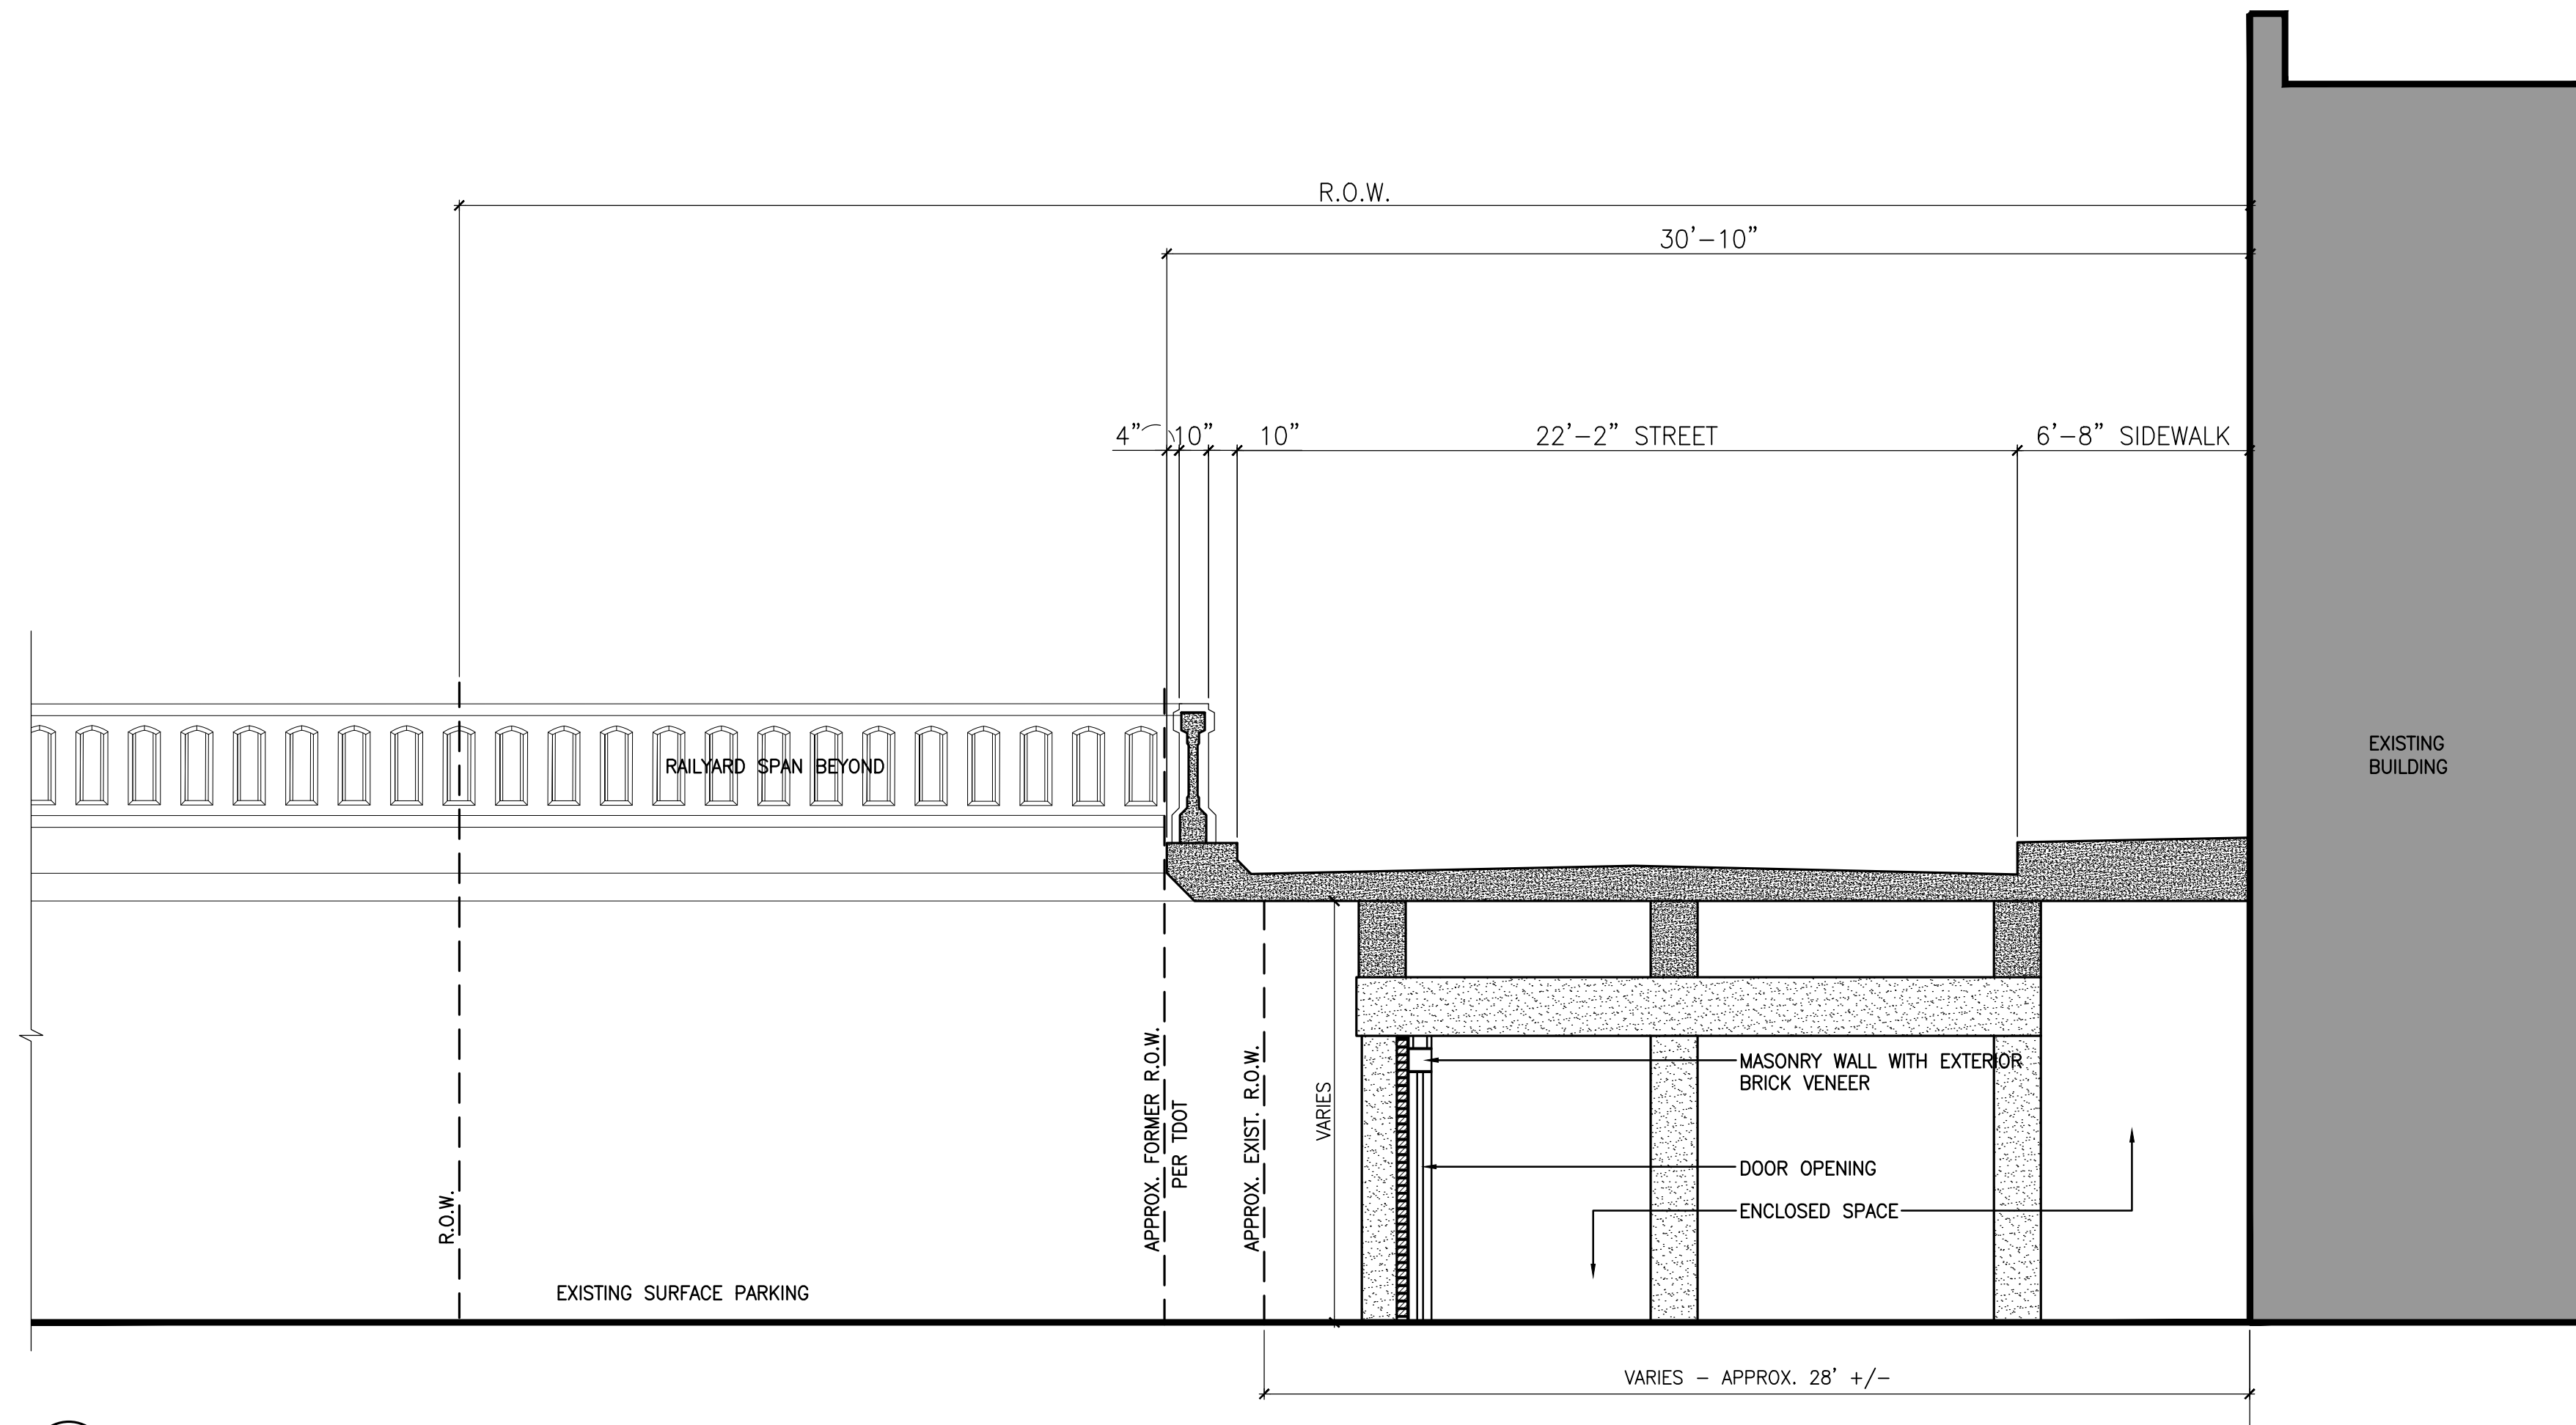 R.O.W.
30'-10"
4" 10" 10" 22'-2" STREET 6'-8" SIDEWALK
RAILYARD SPAN BEYOND
EXISTING
BUILDING
R.O.W.
APPROX. FORMER R.O.W.
PER TDOT
APPROX. EXIST. R.O.W.
VARIES
MASONRY WALL WITH EXTERIOR
BRICK VENEER
DOOR OPENING
ENCLOSED SPACE
EXISTING SURFACE PARKING
VARIES - APPROX. 28' +/-